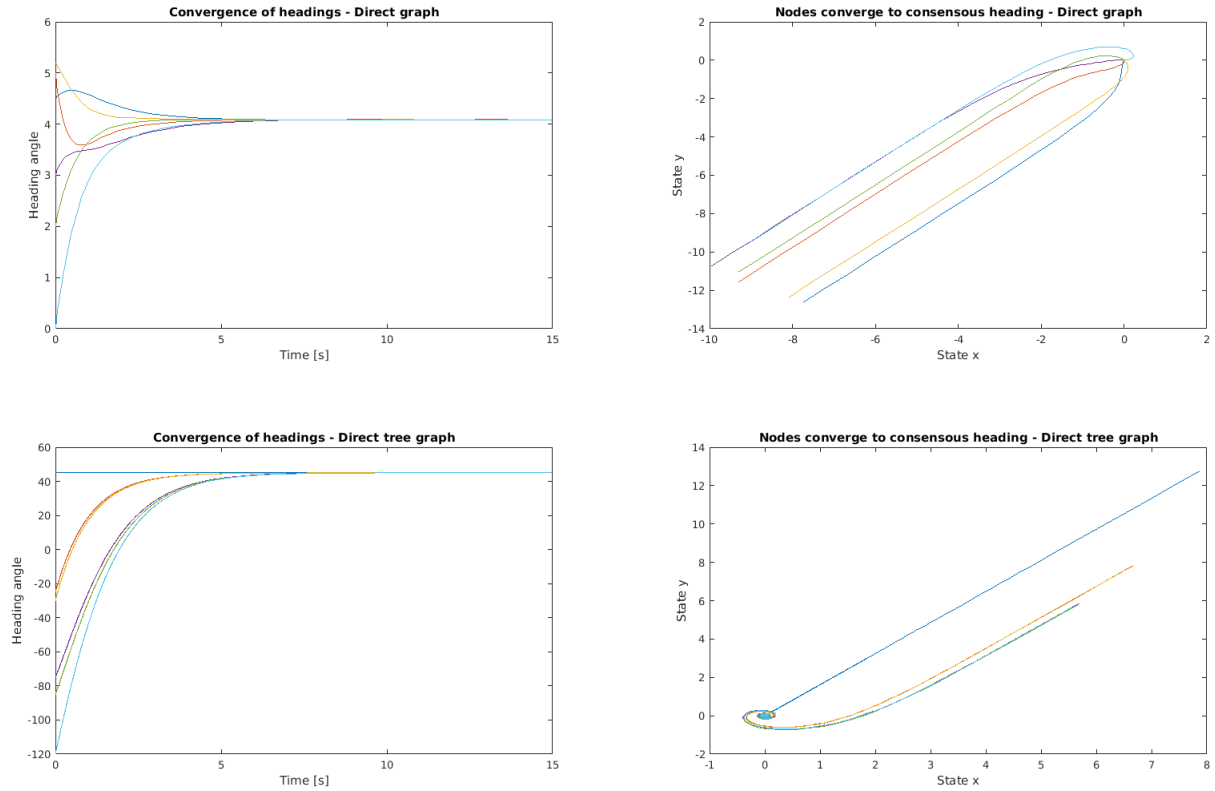 Convergence of headings - Direct graph
Heading angle
6
5
4
3
2
1
0
0 5 10 15
Time [s]
Nodes converge to consensous heading - Direct graph
State y
2
0
-2
-4
-6
-8
-10
-12
-14
-10 -8 -6 -4 -2 0 2
State x
Convergence of headings - Direct tree graph
Heading angle
60
40
20
0
-20
-40
-60
-80
-100
-120
0 5 10 15
Time [s]
Nodes converge to consensous heading - Direct tree graph
State y
14
12
10
8
6
4
2
0
-2
-1 0 1 2 3 4 5 6 7 8
State x